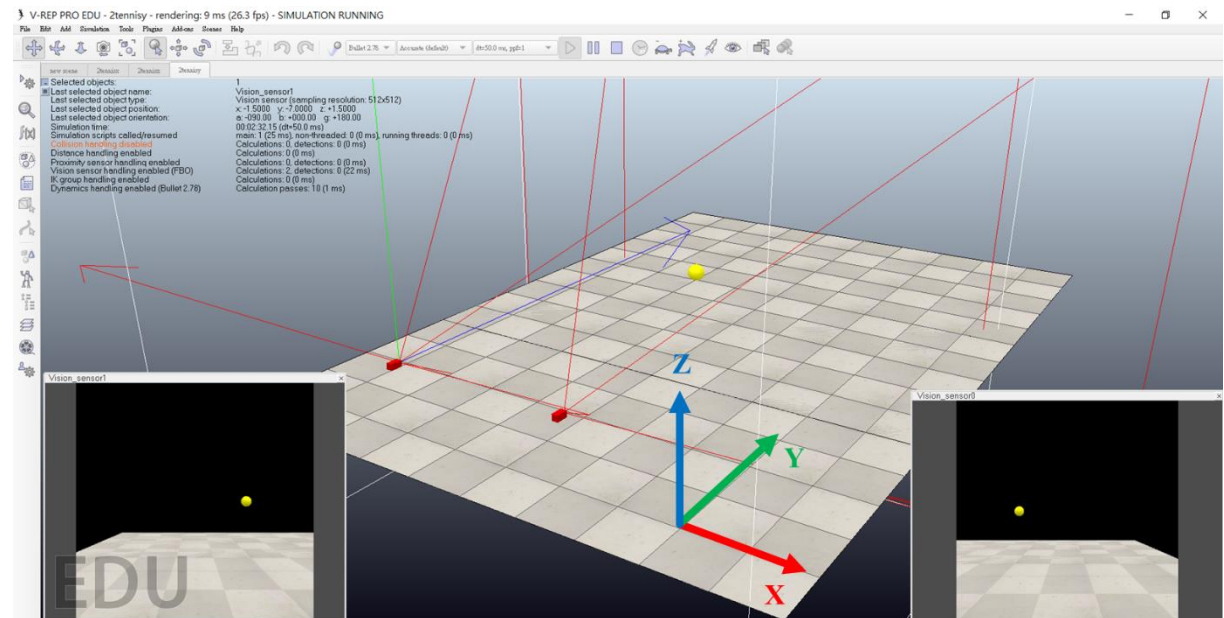 V-REP PRO EDU - 2tennisy - rendering: 9 ms (26.3 fps) - SIMULATION RUNNING
File Edit Add Simulation Tools Plugins Add-ons Scenes Help
Bullet 2.78 Accurate (default) dt=50.0 ms, ppf=1
new scene 2tennisy
Selected objects: 1
Last selected object name: Vision_sensor1
Last selected object type: Vision sensor (sampling resolution: 512x512)
Last selected object position: x: -1.5000 y: -7.0000 z: +1.5000
Last selected object orientation: a: -090.00 b: +000.00 g: +180.00
Simulation time: 00:02:32.15 (dt=50.0 ms)
Simulation scripts called/resumed main: 1 (25 ms), non-threaded: 0 (0 ms), running threads: 0 (0 ms)
Collision handling disabled Calculations: 0, detections: 0 (0 ms)
Distance handling enabled Calculations: 0 (0 ms)
Proximity sensor handling enabled Calculations: 0, detections: 0 (0 ms)
Vision sensor handling enabled (FBO) Calculations: 2, detections: 0 (22 ms)
IK group handling enabled Calculations: 0 (0 ms)
Dynamics handling enabled (Bullet 2.78) Calculation passes: 10 (1 ms)
Z
Y
X
Vision_sensor1
EDU
Vision_sensor0